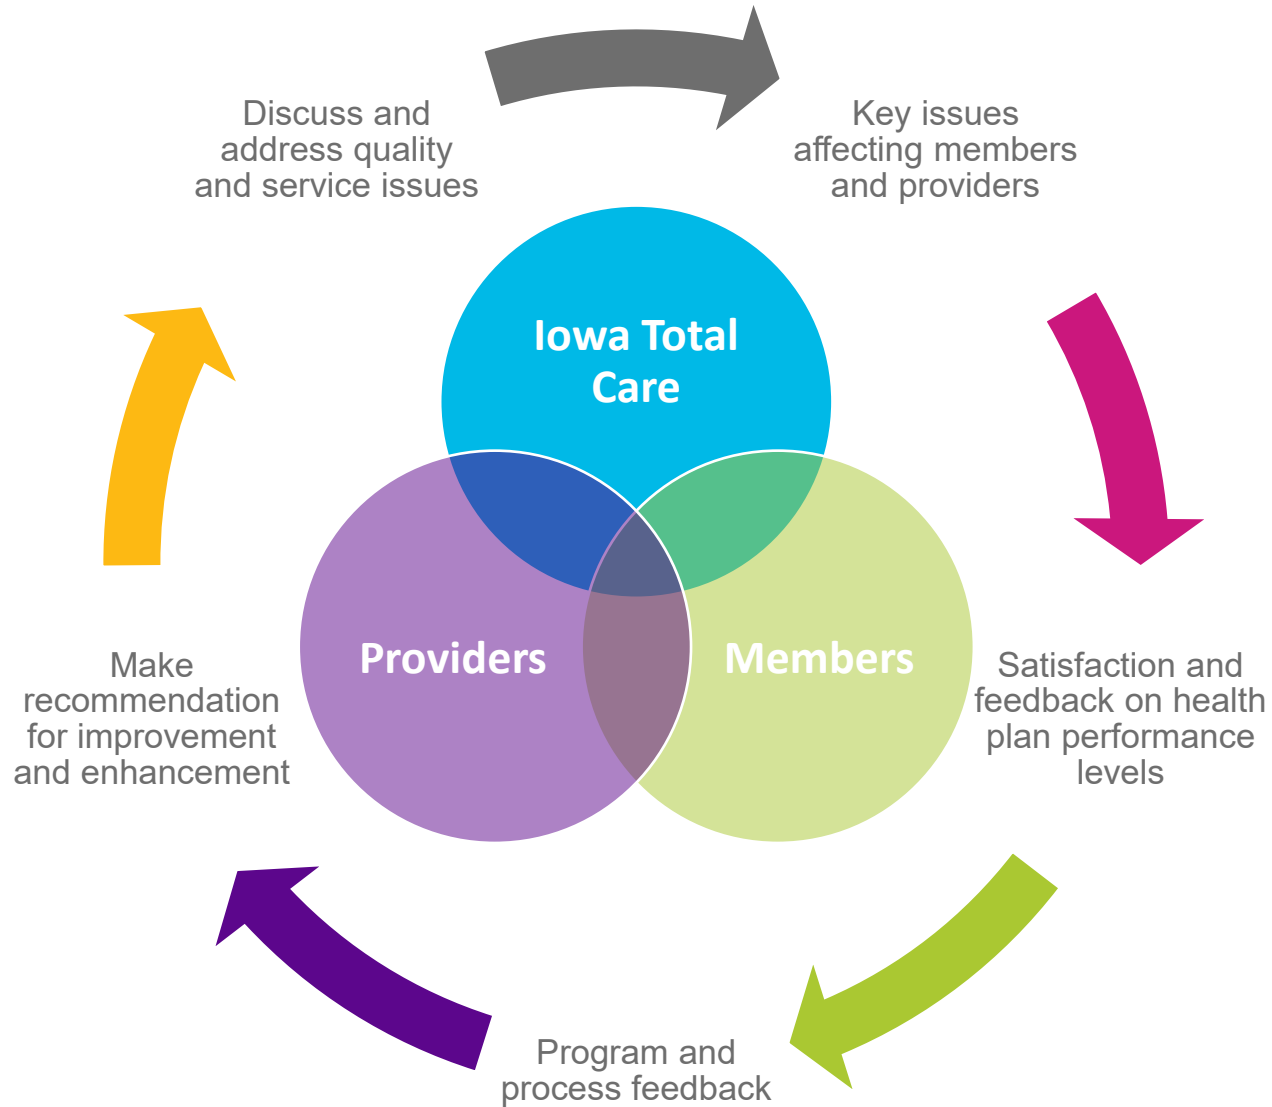 Discuss and
address quality
and service issues
Key issues
affecting members
and providers
Iowa Total
Care
Providers
Members
Make
recommendation
for improvement
and enhancement
Satisfaction and
feedback on health
plan performance
levels
Program and
process feedback